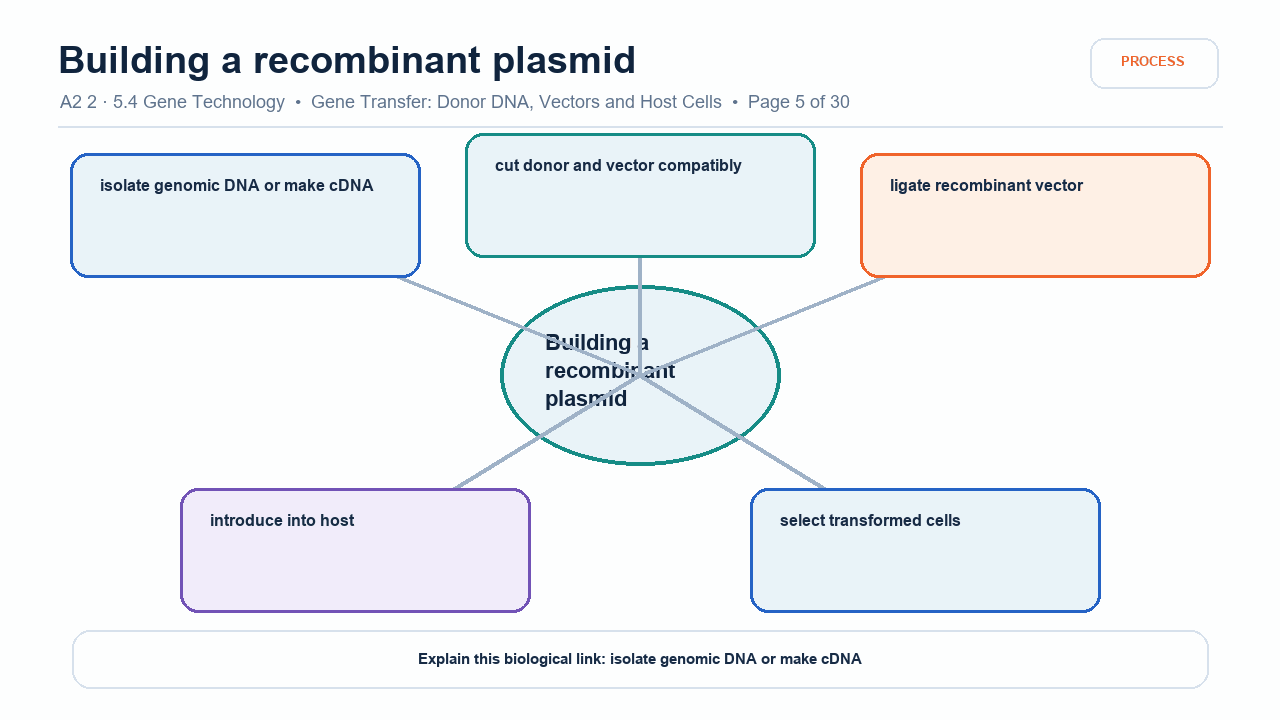 Building a recombinant plasmid
PROCESS
A2 2 · 5.4 Gene Technology • Gene Transfer: Donor DNA, Vectors and Host Cells • Page 5 of 30
isolate genomic DNA or make cDNA
cut donor and vector compatibly
ligate recombinant vector
Building a
recombinant
plasmid
introduce into host
select transformed cells
Explain this biological link: isolate genomic DNA or make cDNA